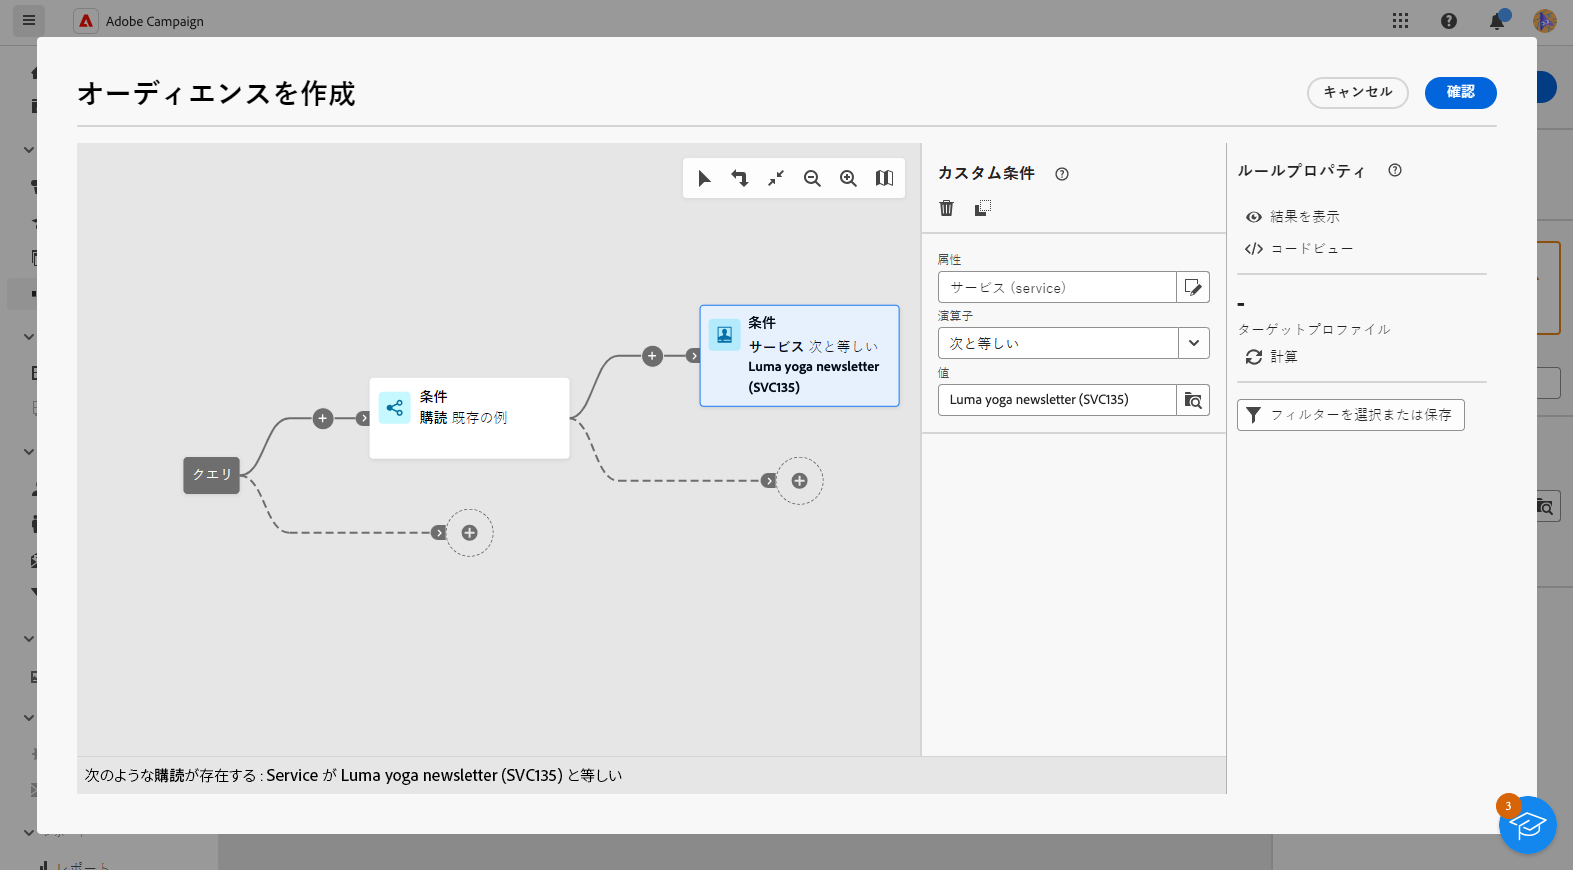 Adobe Campaign
オーディエンスを作成
キャンセル
確認
カスタム条件
ルールプロパティ
結果を表示
コードビュー
属性
サービス (service)
演算子
次と等しい
値
Luma yoga newsletter (SVC135)
-
ターゲットプロファイル
計算
フィルターを選択または保存
条件
サービス 次と等しい
Luma yoga newsletter
(SVC135)
条件
購読 既存の例
クエリ
次のような購読が存在する : Service が Luma yoga newsletter (SVC135) と等しい
3
レポート